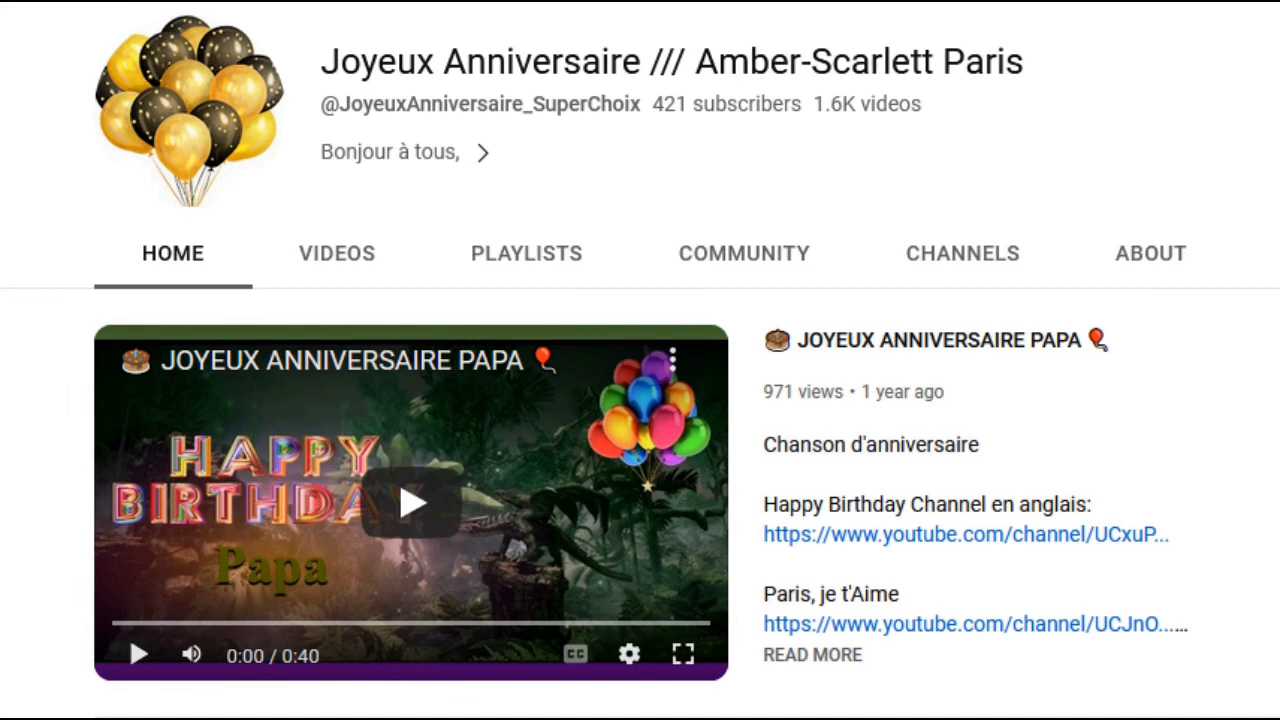 Joyeux Anniversaire /// Amber-Scarlett Paris
@JoyeuxAnniversaire_SuperChoix 421 subscribers 1.6K videos
Bonjour à tous,
HOME VIDEOS PLAYLISTS COMMUNITY CHANNELS ABOUT
JOYEUX ANNIVERSAIRE PAPA
HAPPY
BIRTHDAY
Papa
0:00 / 0:40
CC
JOYEUX ANNIVERSAIRE PAPA
971 views • 1 year ago
Chanson d'anniversaire
Happy Birthday Channel en anglais:
https://www.youtube.com/channel/UCxuP...
Paris, je t'Aime
https://www.youtube.com/channel/UCJnO......
READ MORE